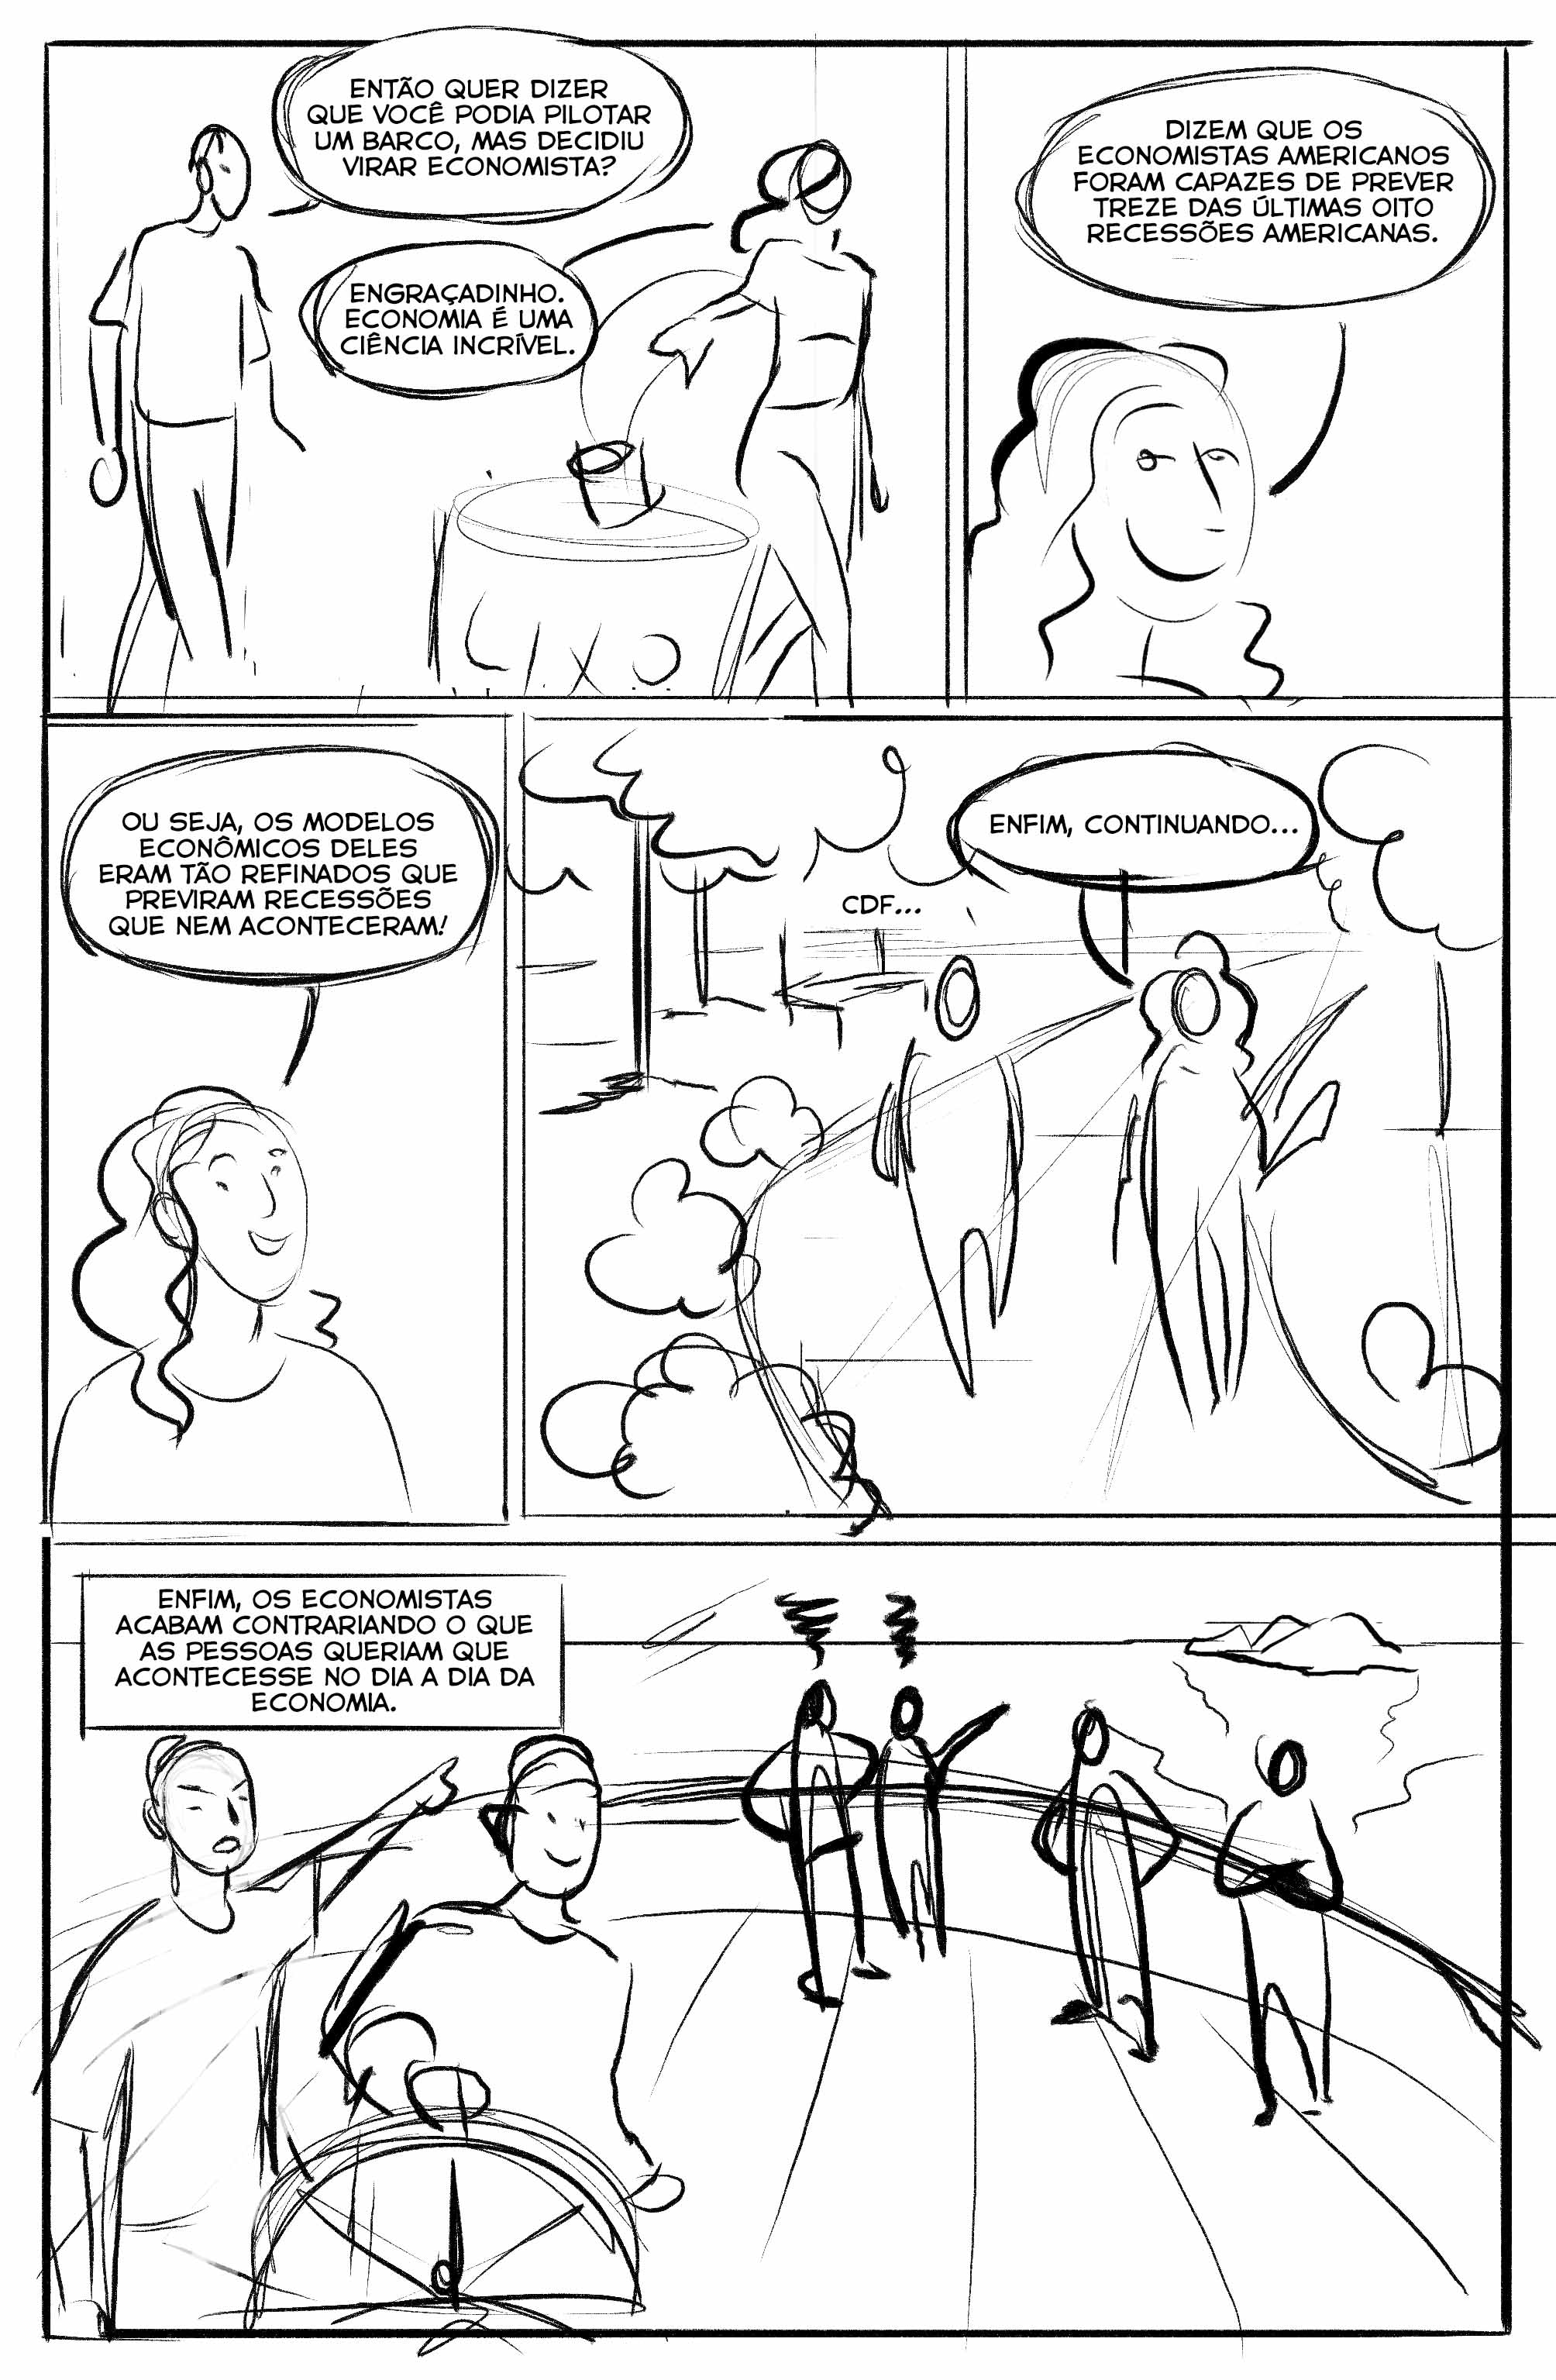 ENTÃO QUER DIZER
QUE VOCÊ PODIA PILOTAR
UM BARCO, MAS DECIDIU
VIRAR ECONOMISTA?
ENGRAÇADINHO.
ECONOMIA É UMA
CIÊNCIA INCRÍVEL.
LIXO
DIZEM QUE OS
ECONOMISTAS AMERICANOS
FORAM CAPAZES DE PREVER
TREZE DAS ÚLTIMAS OITO
RECESSÕES AMERICANAS.
OU SEJA, OS MODELOS
ECONÔMICOS DELES
ERAM TÃO REFINADOS QUE
PREVIRAM RECESSÕES
QUE NEM ACONTECERAM!
ENFIM, CONTINUANDO...
CDF...
ENFIM, OS ECONOMISTAS
ACABAM CONTRARIANDO O QUE
AS PESSOAS QUERIAM QUE
ACONTECESSE NO DIA A DIA DA
ECONOMIA.